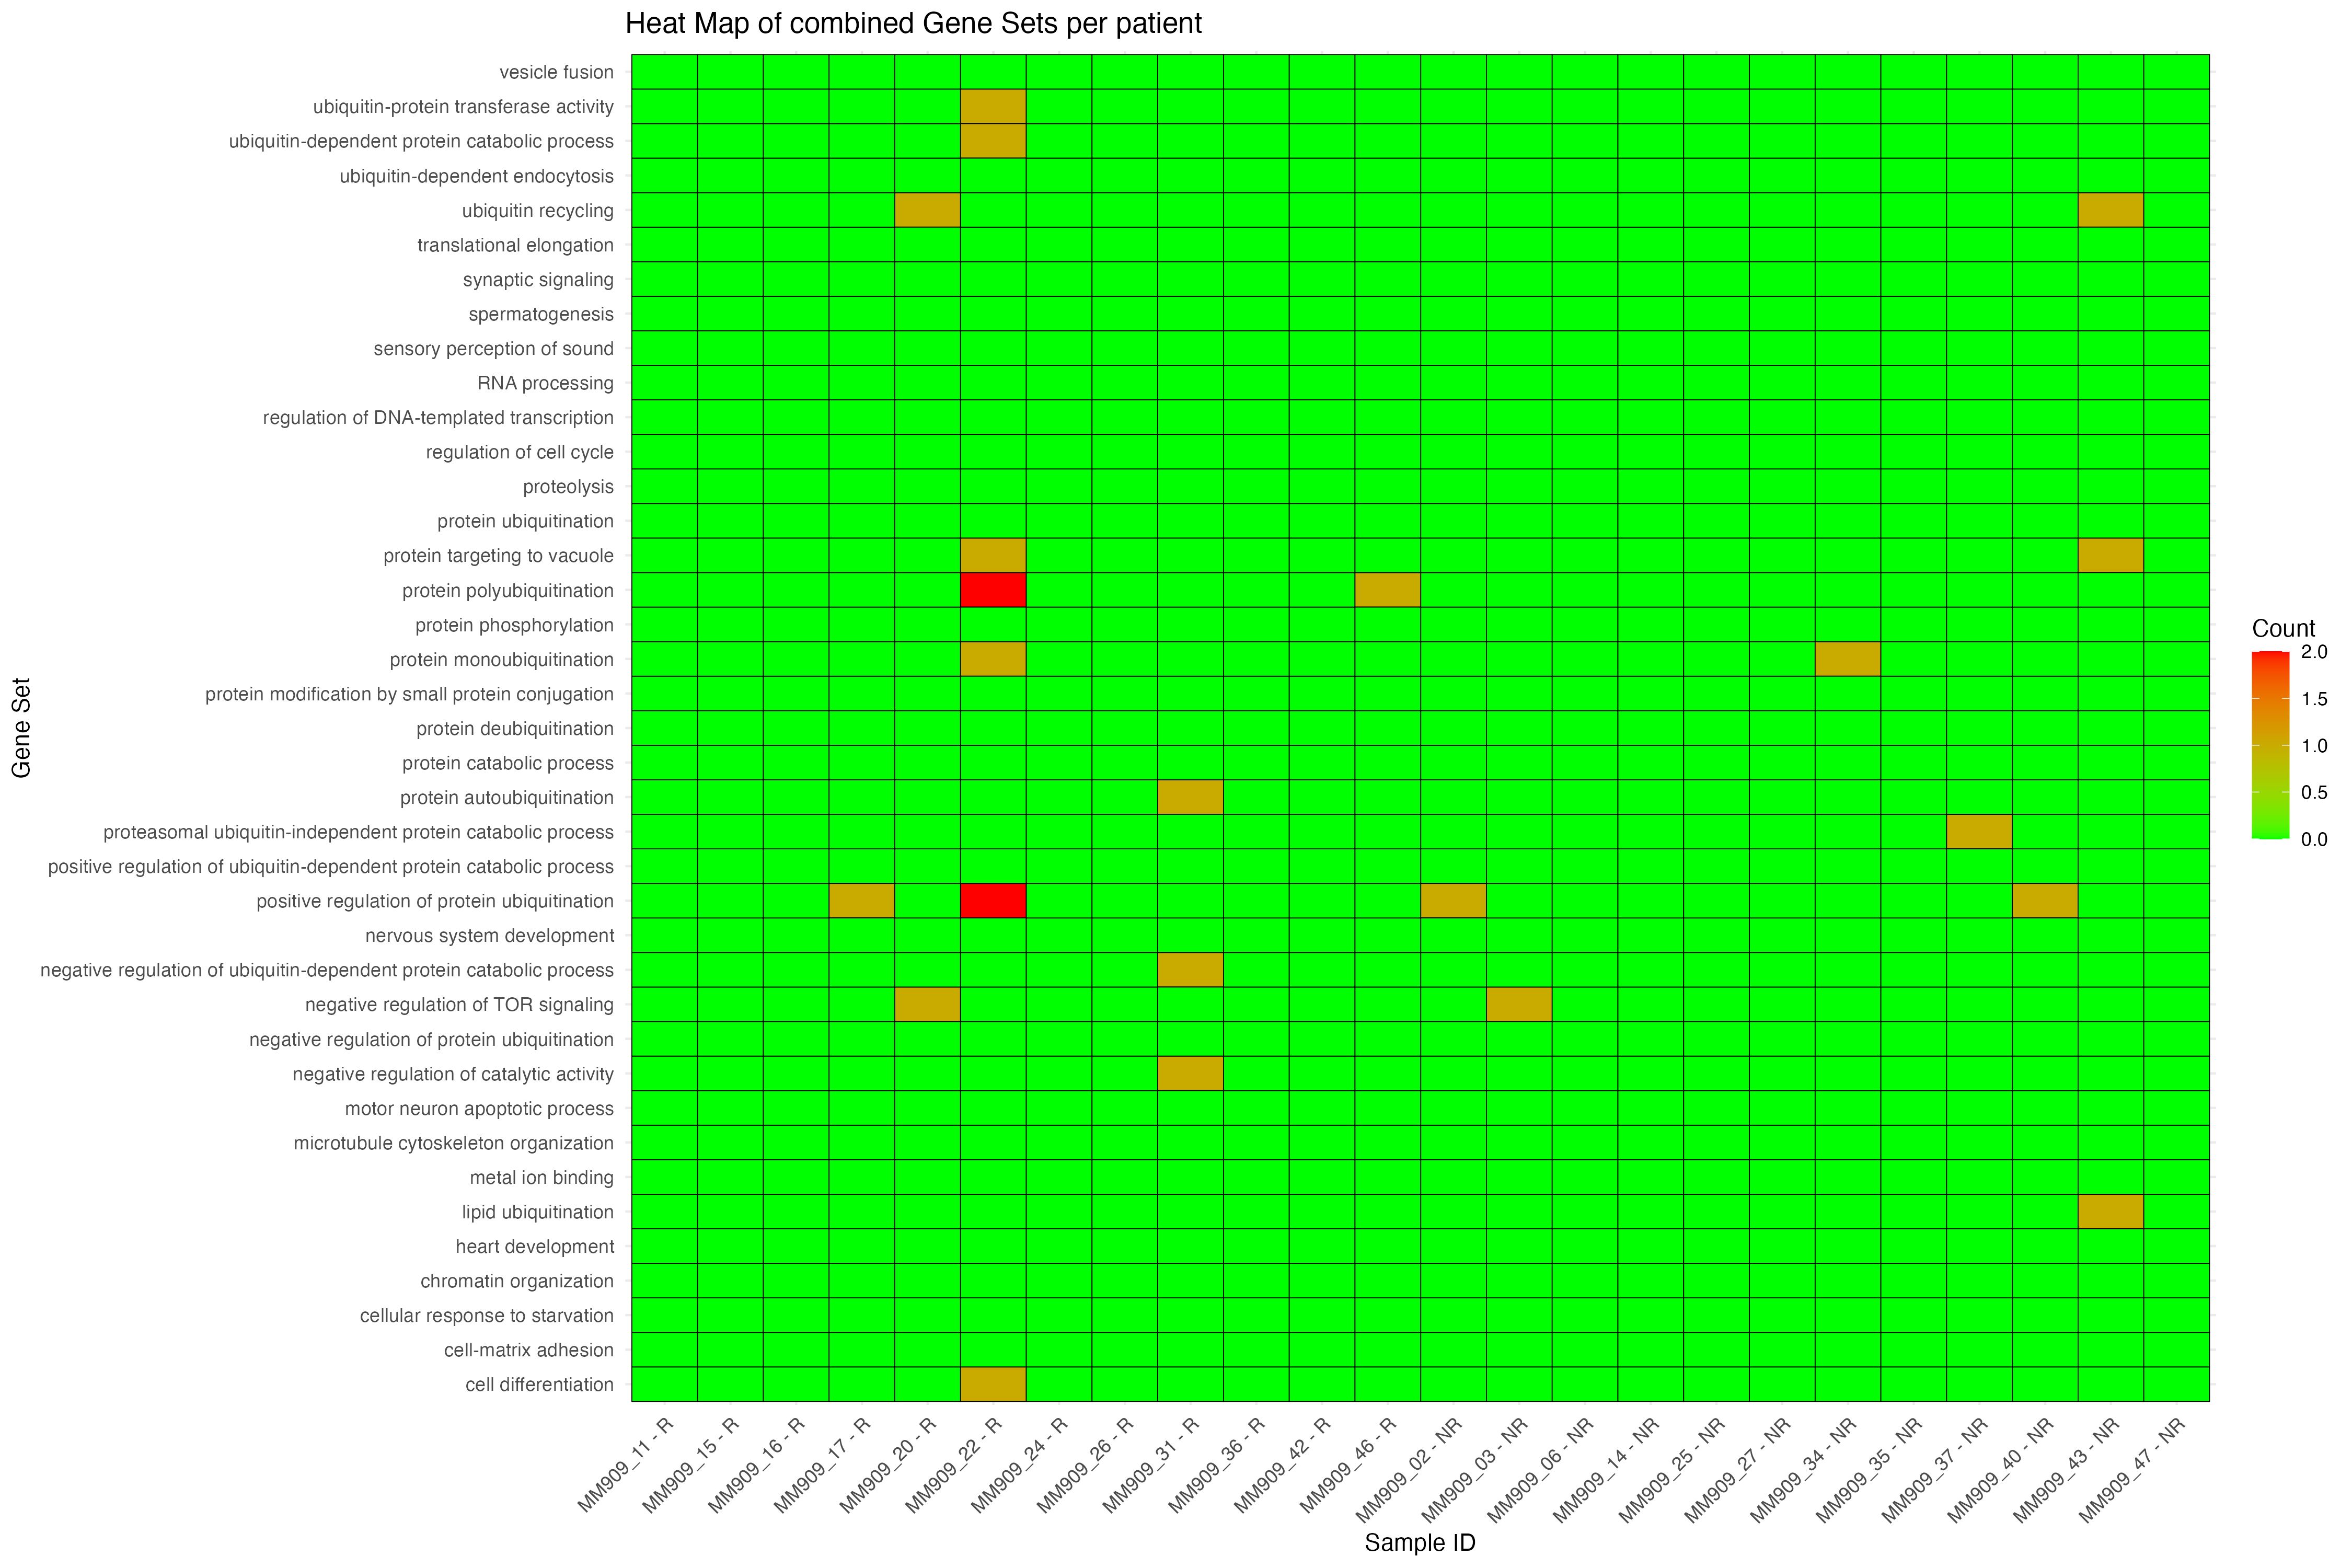 Heat Map of combined Gene Sets per patient
Gene Set
vesicle fusion
ubiquitin-protein transferase activity
ubiquitin-dependent protein catabolic process
ubiquitin-dependent endocytosis
ubiquitin recycling
translational elongation
synaptic signaling
spermatogenesis
sensory perception of sound
RNA processing
regulation of DNA-templated transcription
regulation of cell cycle
proteolysis
protein ubiquitination
protein targeting to vacuole
protein polyubiquitination
protein phosphorylation
protein monoubiquitination
protein modification by small protein conjugation
protein deubiquitination
protein catabolic process
protein autoubiquitination
proteasomal ubiquitin-independent protein catabolic process
positive regulation of ubiquitin-dependent protein catabolic process
positive regulation of protein ubiquitination
nervous system development
negative regulation of ubiquitin-dependent protein catabolic process
negative regulation of TOR signaling
negative regulation of protein ubiquitination
negative regulation of catalytic activity
motor neuron apoptotic process
microtubule cytoskeleton organization
metal ion binding
lipid ubiquitination
heart development
chromatin organization
cellular response to starvation
cell-matrix adhesion
cell differentiation
MM909_11 - R
MM909_15 - R
MM909_16 - R
MM909_17 - R
MM909_20 - R
MM909_22 - R
MM909_24 - R
MM909_26 - R
MM909_31 - R
MM909_36 - R
MM909_42 - R
MM909_46 - R
MM909_02 - NR
MM909_03 - NR
MM909_06 - NR
MM909_14 - NR
MM909_25 - NR
MM909_27 - NR
MM909_34 - NR
MM909_35 - NR
MM909_37 - NR
MM909_40 - NR
MM909_43 - NR
MM909_47 - NR
Sample ID
Count
2.0
1.5
1.0
0.5
0.0